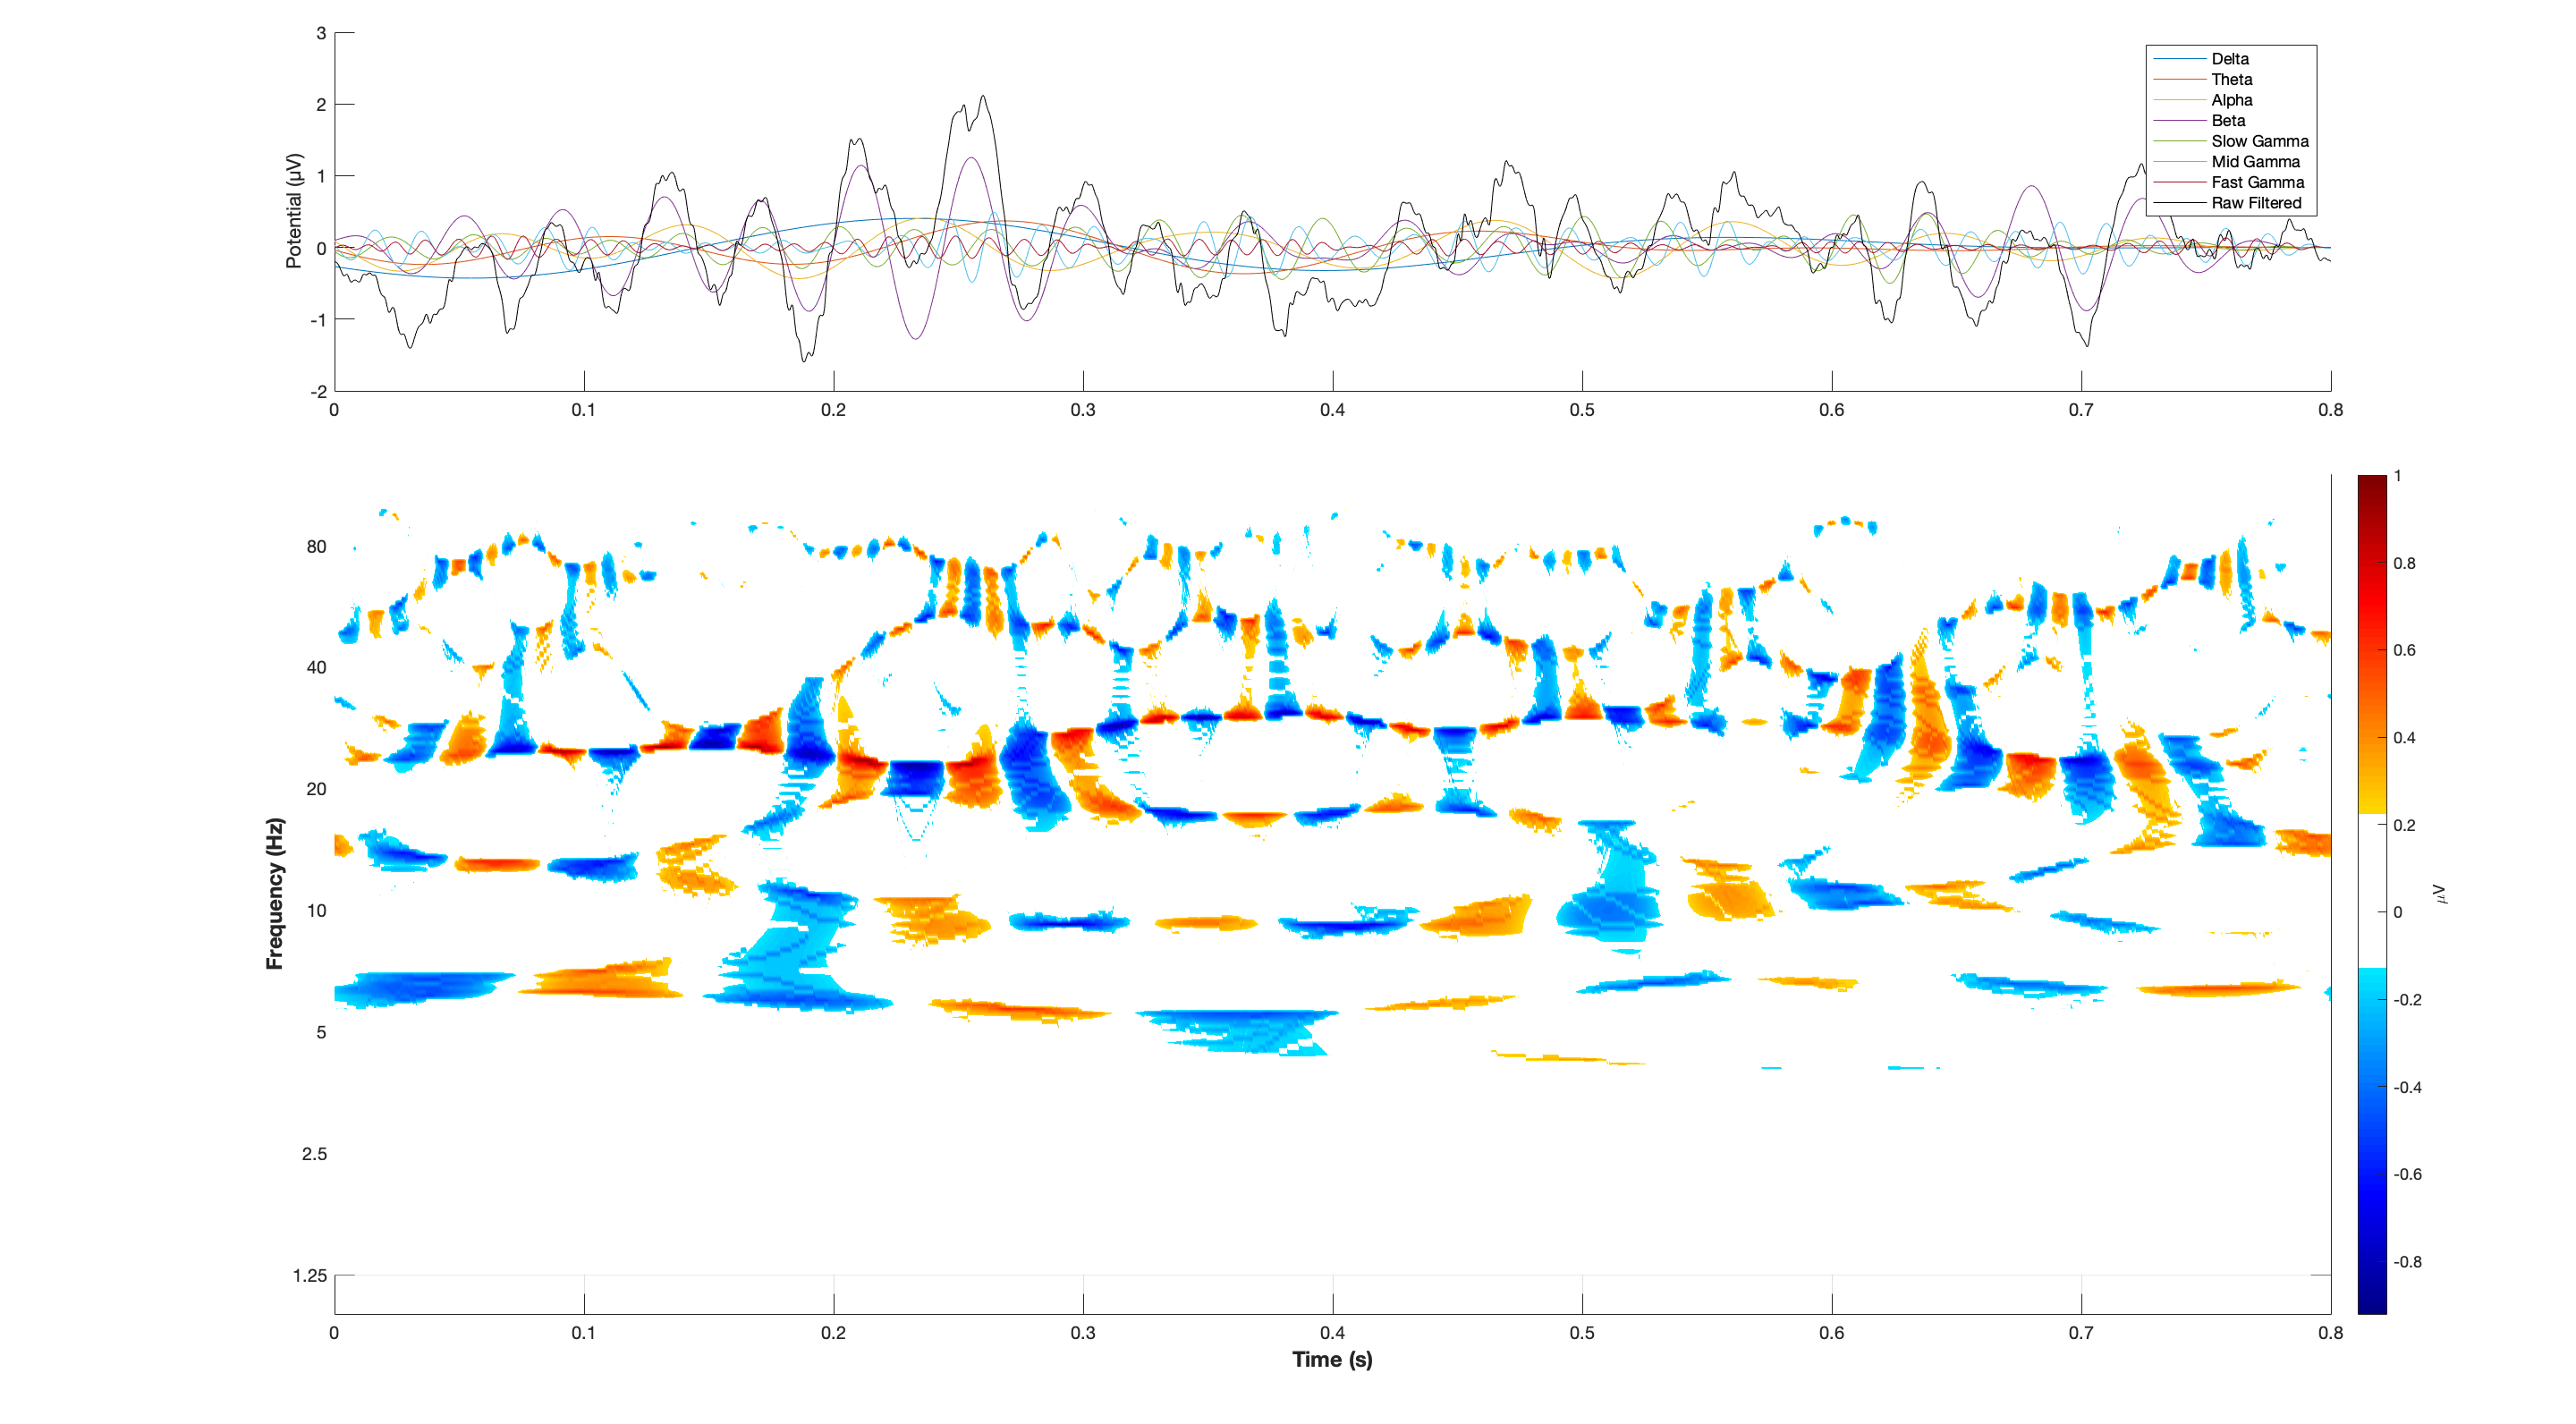 3
2
1
0
-1
-2
Potential (µV)
0 0.1 0.2 0.3 0.4 0.5 0.6 0.7 0.8
Delta
Theta
Alpha
Beta
Slow Gamma
Mid Gamma
Fast Gamma
Raw Filtered
80
40
20
10
5
2.5
1.25
Frequency (Hz)
0 0.1 0.2 0.3 0.4 0.5 0.6 0.7 0.8
Time (s)
1
0.8
0.6
0.4
0.2
0
-0.2
-0.4
-0.6
-0.8
µV